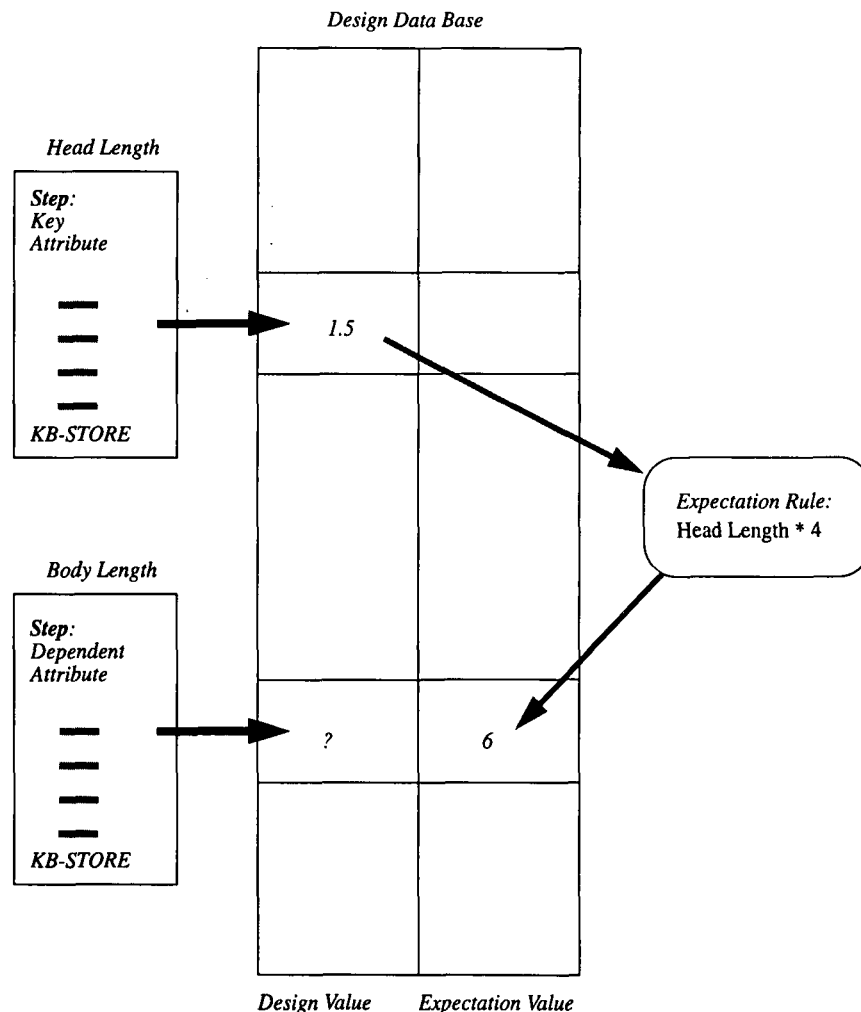 Design Data Base
Head Length
Step:
Key
Attribute
KB-STORE
1.5
Expectation Rule:
Head Length * 4
Body Length
Step:
Dependent
Attribute
KB-STORE
?
6
Design Value
Expectation Value